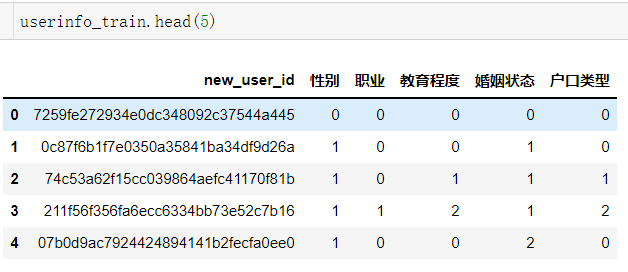 userinfo_train.head(5)
new_user_id 性别 职业 教育程度 婚姻状态 户口类型
0 7259fe272934e0dc348092c37544a445 0 0 0 0 0
1 0c87f6b1f7e0350a35841ba34df9d26a 1 0 0 1 0
2 74c53a62f15cc039864aefc41170f81b 1 0 1 1 1
3 211f56f356fa6ecc6334bb73e52c7b16 1 1 2 1 2
4 07b0d9ac7924424894141b2fecfa0ee0 1 0 0 2 0